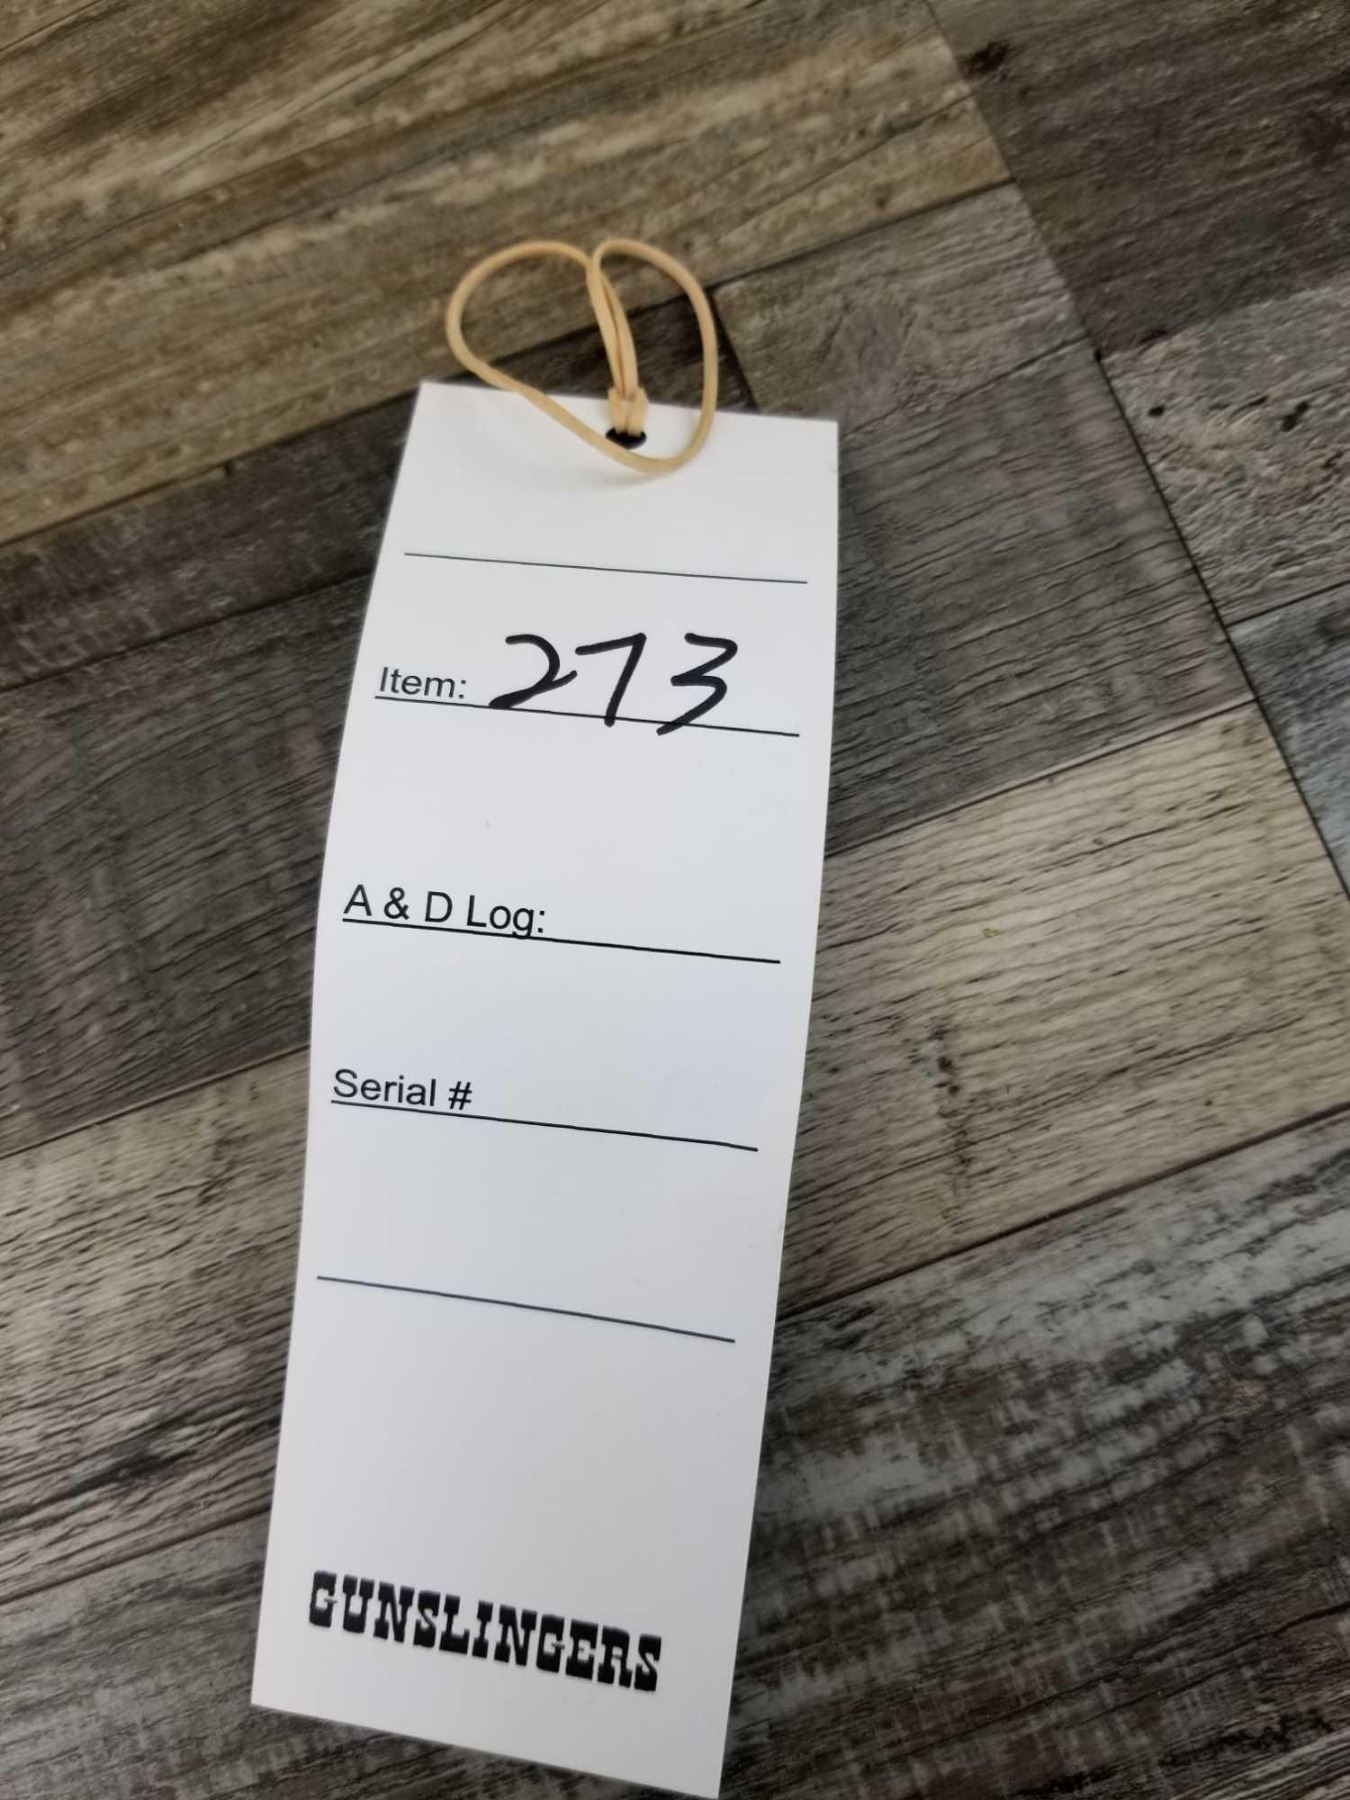 Item: 273
A & D Log:
Serial #
GUNSLINGERS